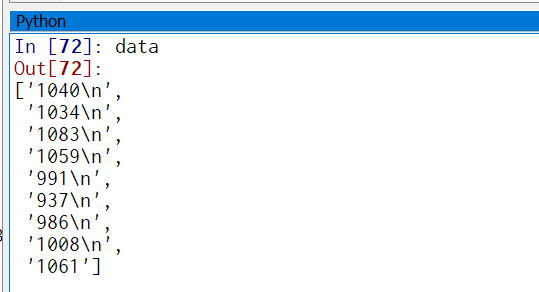 Python
In [72]: data
Out[72]:
['1040\n',
'1034\n',
'1083\n',
'1059\n',
'991\n',
'937\n',
'986\n',
'1008\n',
'1061']